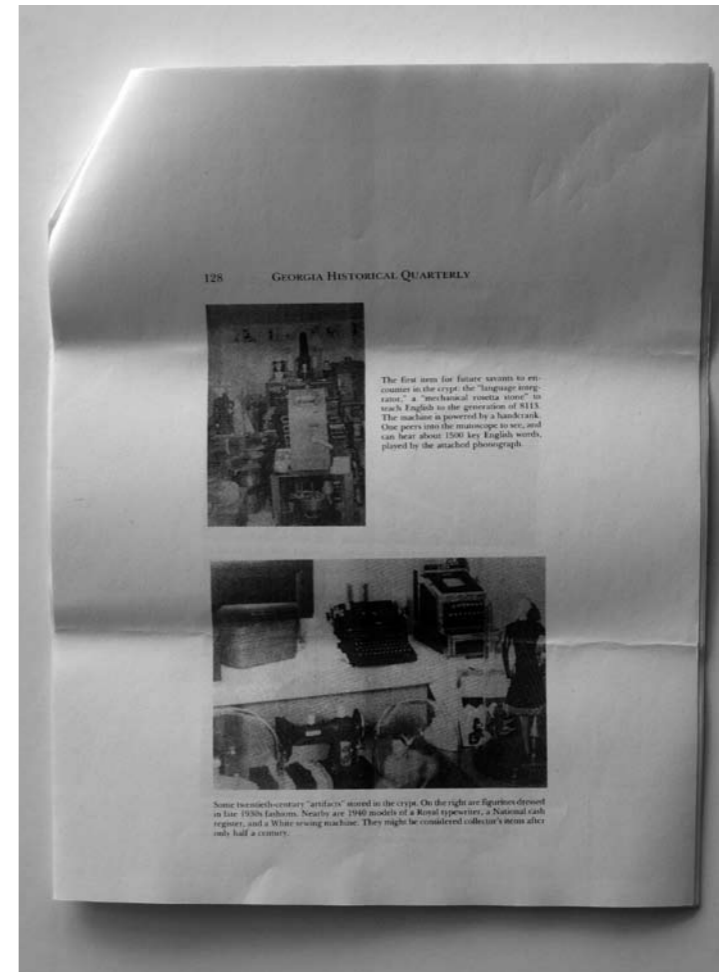 128 GEORGIA HISTORICAL QUARTERLY
The first item for future savants to en-
counter in the crypt: the "language integ-
rator," a "mechanical rosetta stone" to
teach English to the generation of 8113.
The machine is powered by a handcrank.
One peers into the mutoscope to see, and
can hear about 1500 key English words,
played by the attached phonograph.
Some twentieth-century "artifacts" stored in the crypt. On the right are figurines dressed
in late 1930s fashions. Nearby are 1940 models of a Royal typewriter, a National cash
register, and a White sewing machine. They might be considered collector's items after
only half a century.